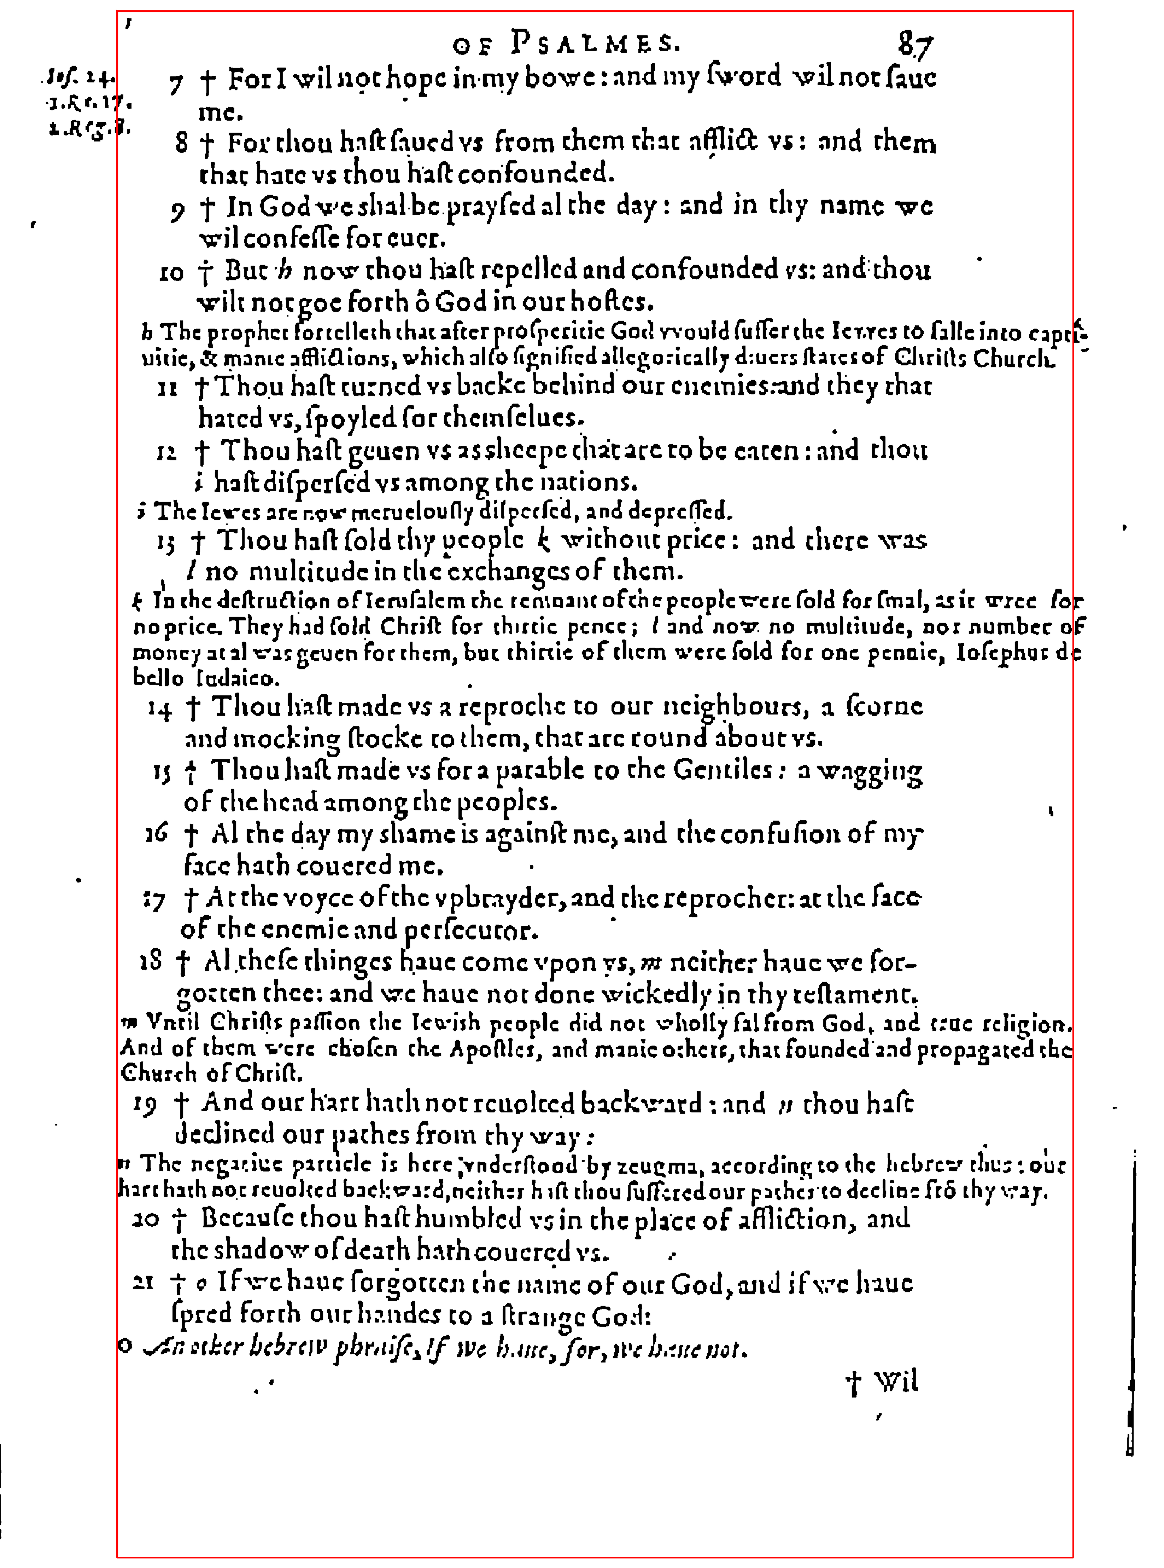 OF PSALMES. 87
Ios. 24.
1.Re. 17.
2.Reg. 8.
7 † For I wil not hope in my bowe: and my ſword wil not ſaue
me.
8 † For thou haſt ſaued vs from them that afflict vs: and them
that hate vs thou haſt confounded.
9 † In God we shal be prayſed al the day: and in thy name we
wil confeſſe for euer.
10 † But h now thou haſt repelled and confounded vs: and thou
wilt not goe forth ô God in our hoſtes.
h The prophet fortelleth that after proſperitie God vvould ſuffer the Ievves to falle into capti-
uitie, & manie afflictions, which alſo ſignified allegorically diuers ſtates of Chriſts Church.
11 † Thou haſt turned vs backe behind our enemies: and they that
hated vs, ſpoyled for themſelues.
12 † Thou haſt geuen vs as sheepe that are to be eaten: and thou
i haſt diſperſed vs among the nations.
i The Iewes are now meruelouſly diſperſed, and depreſſed.
13 † Thou haſt ſold thy people k without price: and there was
l no multitude in the exchanges of them.
k In the deſtruction of Ieruſalem the remnant of the people were ſold for ſmal, as it wree for
no price. They had ſold Chriſt for thirtie pence; l and now no multitude, nor number of
money at al was geuen for them, but thirtie of them were ſold for one pennie, Ioſephus de
bello Iudaico.
14 † Thou haſt made vs a reproche to our neighbours, a ſcorne
and mocking ſtocke to them, that are round about vs.
15 † Thou haſt made vs for a parable to the Gentiles: a wagging
of the head among the peoples.
16 † Al the day my shame is againſt me, and the confuſion of my
face hath couered me.
17 † At the voyce of the vpbrayder, and the reprocher: at the face
of the enemie and perſecutor.
18 † Al theſe thinges haue come vpon vs, m neither haue we for-
gotten thee: and we haue not done wickedly in thy teſtament.
m Vntil Chriſts paſſion the Iewish people did not wholly fal from God, and true religion.
And of them were choſen the Apoſtles, and manie others, that founded and propagated the
Church of Chriſt.
19 † And our hart hath not reuolted backward: and n thou haſt
declined our pathes from thy way:
n The negatiue particle is here vnderſtood by zeugma, according to the hebrew thus: our
hart hath not reuolted backward, neither haſt thou ſuffered our pathes to decline frō thy way.
20 † Becauſe thou haſt humbled vs in the place of affliction, and
the shadow of death hath couered vs.
21 † o If we haue forgotten the name of our God, and if we haue
ſpred forth our handes to a ſtrange God:
o An other hebrew phraiſe, If we haue, for, we haue not.
† Wil